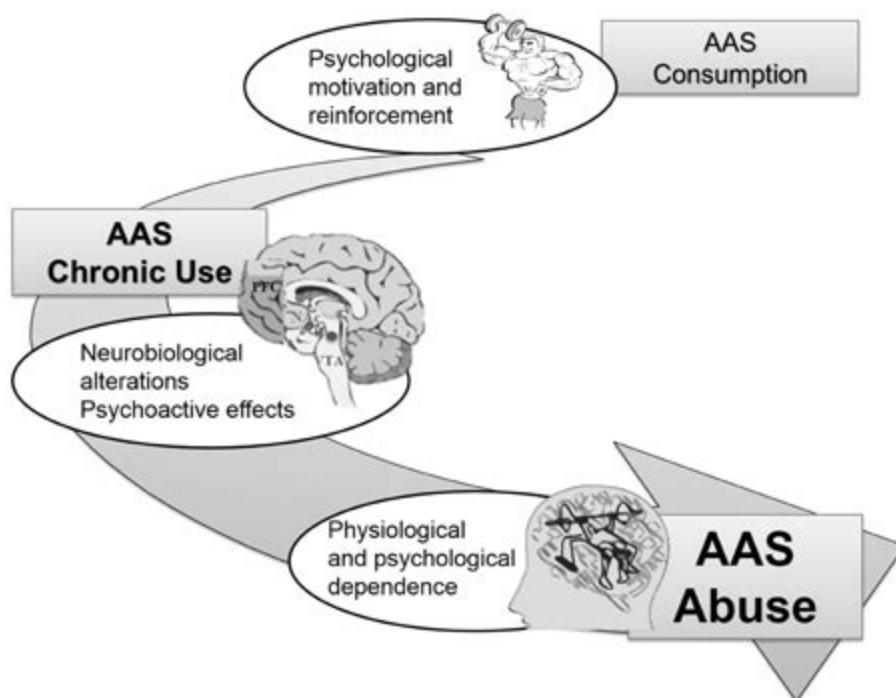 Psychological
motivation and
reinforcement
AAS
Consumption
AAS
Chronic Use
PFC
VTA
Neurobiological
alterations
Psychoactive effects
Physiological
and psychological
dependence
AAS
Abuse